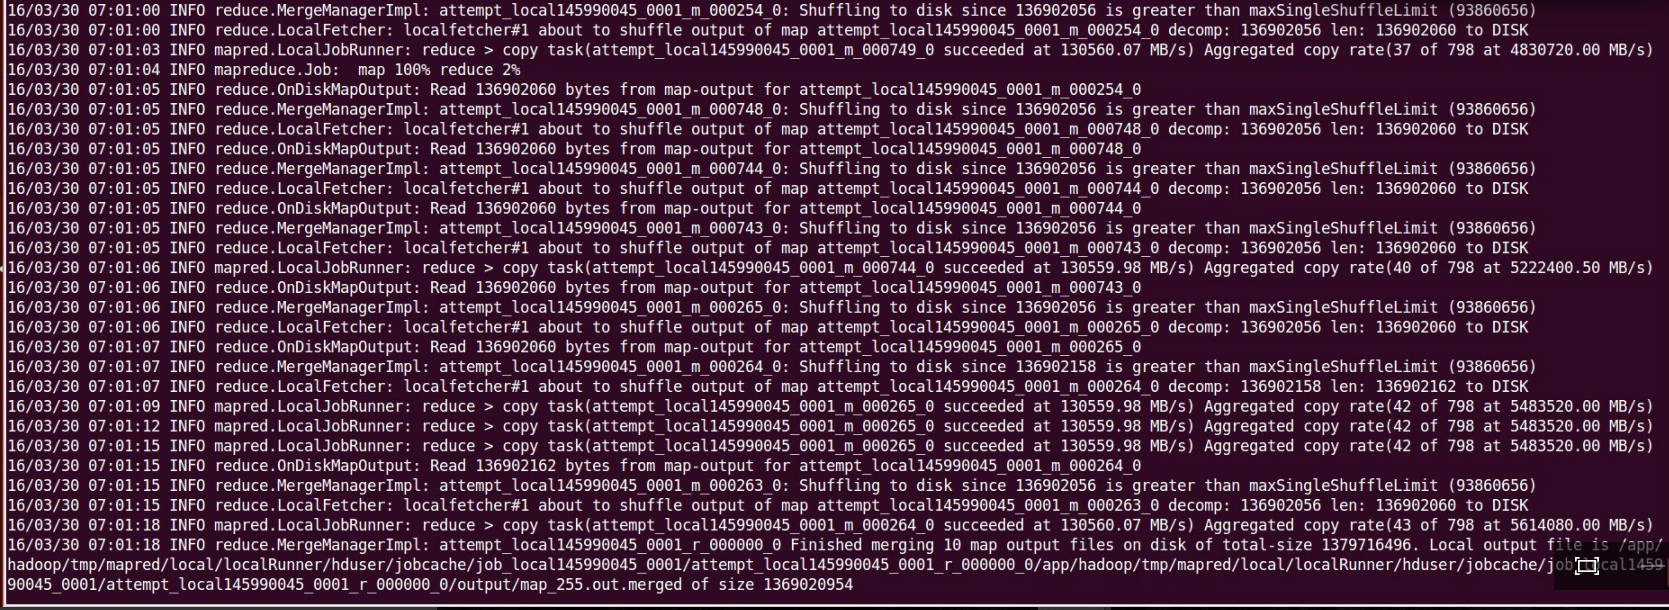 16/03/30 07:01:00 INFO reduce.MergeManagerImpl: attempt_local145990045_0001_m_000254_0: Shuffling to disk since 136902056 is greater than maxSingleShuffleLimit (93860656)
16/03/30 07:01:00 INFO reduce.LocalFetcher: localfetcher#1 about to shuffle output of map attempt_local145990045_0001_m_000254_0 decomp: 136902056 len: 136902060 to DISK
16/03/30 07:01:03 INFO mapred.LocalJobRunner: reduce > copy task(attempt_local145990045_0001_m_000749_0 succeeded at 130560.07 MB/s) Aggregated copy rate(37 of 798 at 4830720.00 MB/s)
16/03/30 07:01:04 INFO mapreduce.Job:  map 100% reduce 2%
16/03/30 07:01:05 INFO reduce.OnDiskMapOutput: Read 136902060 bytes from map-output for attempt_local145990045_0001_m_000254_0
16/03/30 07:01:05 INFO reduce.MergeManagerImpl: attempt_local145990045_0001_m_000748_0: Shuffling to disk since 136902056 is greater than maxSingleShuffleLimit (93860656)
16/03/30 07:01:05 INFO reduce.LocalFetcher: localfetcher#1 about to shuffle output of map attempt_local145990045_0001_m_000748_0 decomp: 136902056 len: 136902060 to DISK
16/03/30 07:01:05 INFO reduce.OnDiskMapOutput: Read 136902060 bytes from map-output for attempt_local145990045_0001_m_000748_0
16/03/30 07:01:05 INFO reduce.MergeManagerImpl: attempt_local145990045_0001_m_000744_0: Shuffling to disk since 136902056 is greater than maxSingleShuffleLimit (93860656)
16/03/30 07:01:05 INFO reduce.LocalFetcher: localfetcher#1 about to shuffle output of map attempt_local145990045_0001_m_000744_0 decomp: 136902056 len: 136902060 to DISK
16/03/30 07:01:05 INFO reduce.OnDiskMapOutput: Read 136902060 bytes from map-output for attempt_local145990045_0001_m_000744_0
16/03/30 07:01:05 INFO reduce.MergeManagerImpl: attempt_local145990045_0001_m_000743_0: Shuffling to disk since 136902056 is greater than maxSingleShuffleLimit (93860656)
16/03/30 07:01:05 INFO reduce.LocalFetcher: localfetcher#1 about to shuffle output of map attempt_local145990045_0001_m_000743_0 decomp: 136902056 len: 136902060 to DISK
16/03/30 07:01:06 INFO mapred.LocalJobRunner: reduce > copy task(attempt_local145990045_0001_m_000744_0 succeeded at 130559.98 MB/s) Aggregated copy rate(40 of 798 at 5222400.50 MB/s)
16/03/30 07:01:06 INFO reduce.OnDiskMapOutput: Read 136902060 bytes from map-output for attempt_local145990045_0001_m_000743_0
16/03/30 07:01:06 INFO reduce.MergeManagerImpl: attempt_local145990045_0001_m_000265_0: Shuffling to disk since 136902056 is greater than maxSingleShuffleLimit (93860656)
16/03/30 07:01:06 INFO reduce.LocalFetcher: localfetcher#1 about to shuffle output of map attempt_local145990045_0001_m_000265_0 decomp: 136902056 len: 136902060 to DISK
16/03/30 07:01:07 INFO reduce.OnDiskMapOutput: Read 136902060 bytes from map-output for attempt_local145990045_0001_m_000265_0
16/03/30 07:01:07 INFO reduce.MergeManagerImpl: attempt_local145990045_0001_m_000264_0: Shuffling to disk since 136902158 is greater than maxSingleShuffleLimit (93860656)
16/03/30 07:01:07 INFO reduce.LocalFetcher: localfetcher#1 about to shuffle output of map attempt_local145990045_0001_m_000264_0 decomp: 136902158 len: 136902162 to DISK
16/03/30 07:01:09 INFO mapred.LocalJobRunner: reduce > copy task(attempt_local145990045_0001_m_000265_0 succeeded at 130559.98 MB/s) Aggregated copy rate(42 of 798 at 5483520.00 MB/s)
16/03/30 07:01:12 INFO mapred.LocalJobRunner: reduce > copy task(attempt_local145990045_0001_m_000265_0 succeeded at 130559.98 MB/s) Aggregated copy rate(42 of 798 at 5483520.00 MB/s)
16/03/30 07:01:15 INFO mapred.LocalJobRunner: reduce > copy task(attempt_local145990045_0001_m_000265_0 succeeded at 130559.98 MB/s) Aggregated copy rate(42 of 798 at 5483520.00 MB/s)
16/03/30 07:01:15 INFO reduce.OnDiskMapOutput: Read 136902162 bytes from map-output for attempt_local145990045_0001_m_000264_0
16/03/30 07:01:15 INFO reduce.MergeManagerImpl: attempt_local145990045_0001_m_000263_0: Shuffling to disk since 136902056 is greater than maxSingleShuffleLimit (93860656)
16/03/30 07:01:15 INFO reduce.LocalFetcher: localfetcher#1 about to shuffle output of map attempt_local145990045_0001_m_000263_0 decomp: 136902056 len: 136902060 to DISK
16/03/30 07:01:18 INFO mapred.LocalJobRunner: reduce > copy task(attempt_local145990045_0001_m_000264_0 succeeded at 130560.07 MB/s) Aggregated copy rate(43 of 798 at 5614080.00 MB/s)
16/03/30 07:01:18 INFO reduce.MergeManagerImpl: attempt_local145990045_0001_r_000000_0 Finished merging 10 map output files on disk of total-size 1379716496. Local output file is /app/
hadoop/tmp/mapred/local/localRunner/hduser/jobcache/job_local145990045_0001/attempt_local145990045_0001_r_000000_0/app/hadoop/tmp/mapred/local/localRunner/hduser/jobcache/job_local1459
90045_0001/attempt_local145990045_0001_r_000000_0/output/map_255.out.merged of size 1369020954